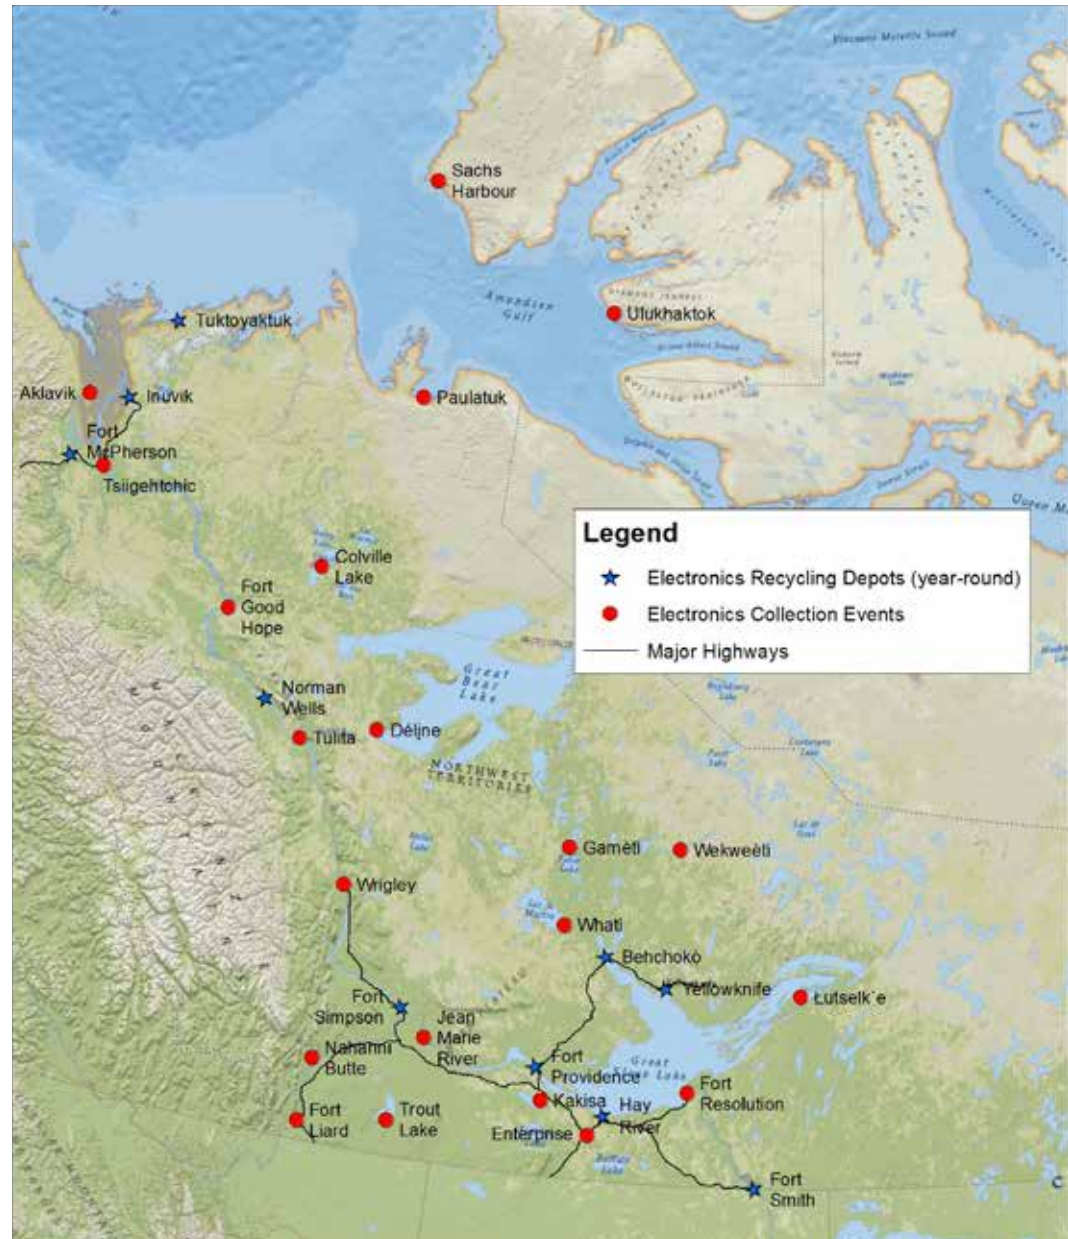 Sachs
Harbour
Amundsen
Gulf
Ulukhaktok
Tuktoyaktuk
Aklavik
Inuvik
Paulatuk
Fort
McPherson
Tsiigehtchic
Legend
Electronics Recycling Depots (year-round)
Electronics Collection Events
Major Highways
Colville
Lake
Fort
Good
Hope
Great
Bear
Lake
Norman
Wells
Tulita
Délįne
NORTHWEST
TERRITORIES
Gamètì
Wekweètì
Wrigley
Whatì
Behchokò
Yellowknife
Łutselk`e
Fort
Simpson
Jean
Marie
River
Nahanni
Butte
Fort
Providence
Great
Slave Lake
Fort
Resolution
Kakisa
Hay
River
Fort
Liard
Trout
Lake
Enterprise
Fort
Smith